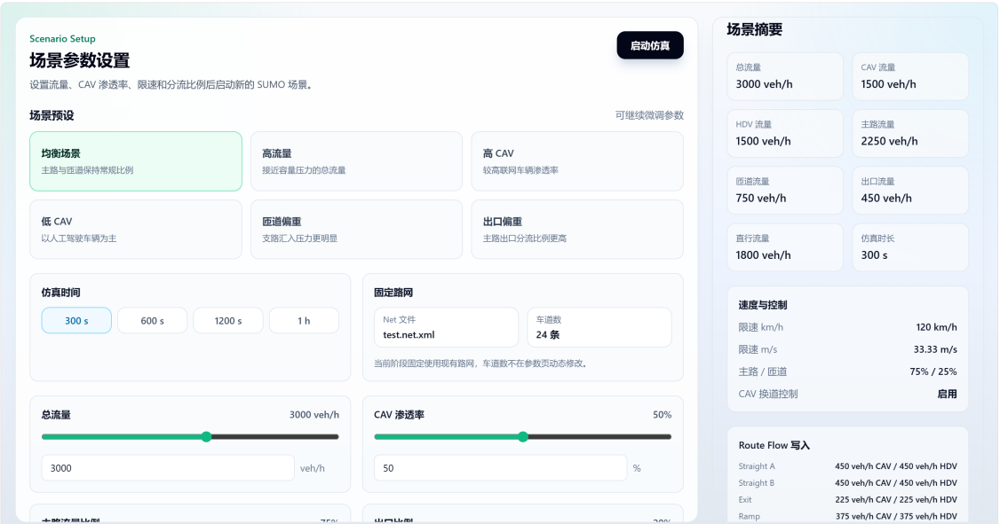 Scenario Setup
场景参数设置
设置流量、CAV 渗透率、限速和分流比例后启动新的 SUMO 场景。
启动仿真
场景预设
可继续微调参数
均衡场景
主路与匝道保持常规比例
高流量
接近容量压力的总流量
高 CAV
较高联网车辆渗透率
低 CAV
以人工驾驶车辆为主
匝道偏重
支路汇入压力更明显
出口偏重
主路出口分流比例更高
仿真时间
300 s
600 s
1200 s
1 h
固定路网
Net 文件
test.net.xml
车道数
24 条
当前阶段固定使用现有路网，车道数不在参数页动态修改。
总流量
3000 veh/h
3000
veh/h
CAV 渗透率
50%
50
%
主路流量比例
75%
出口比例
20%
场景摘要
总流量
3000 veh/h
CAV 流量
1500 veh/h
HDV 流量
1500 veh/h
主路流量
2250 veh/h
匝道流量
750 veh/h
出口流量
450 veh/h
直行流量
1800 veh/h
仿真时长
300 s
速度与控制
限速 km/h
120 km/h
限速 m/s
33.33 m/s
主路 / 匝道
75% / 25%
CAV 换道控制
启用
Route Flow 写入
Straight A
450 veh/h CAV / 450 veh/h HDV
Straight B
450 veh/h CAV / 450 veh/h HDV
Exit
225 veh/h CAV / 225 veh/h HDV
Ramp
375 veh/h CAV / 375 veh/h HDV